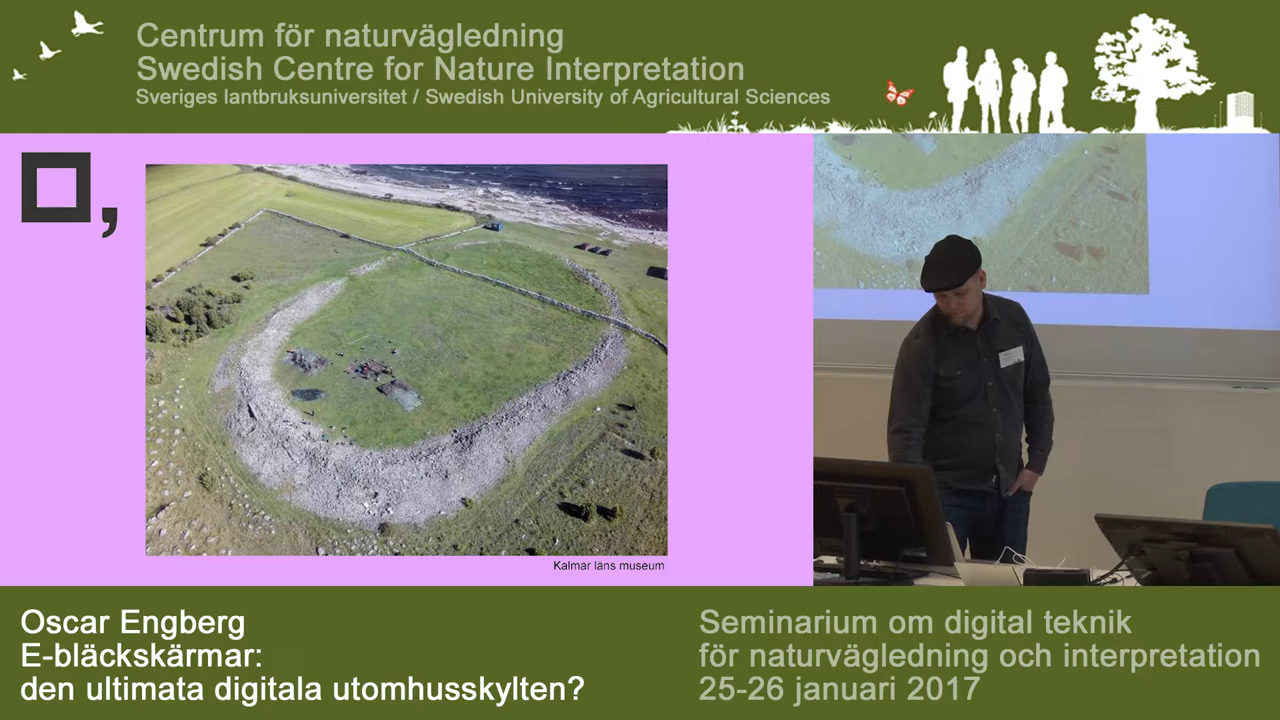 Centrum för naturvägledning
Swedish Centre for Nature Interpretation
Sveriges lantbruksuniversitet / Swedish University of Agricultural Sciences
Kalmar läns museum
Oscar Engberg
E-bläckskärmar:
den ultimata digitala utomhusskylten?
Seminarium om digital teknik
för naturvägledning och interpretation
25-26 januari 2017